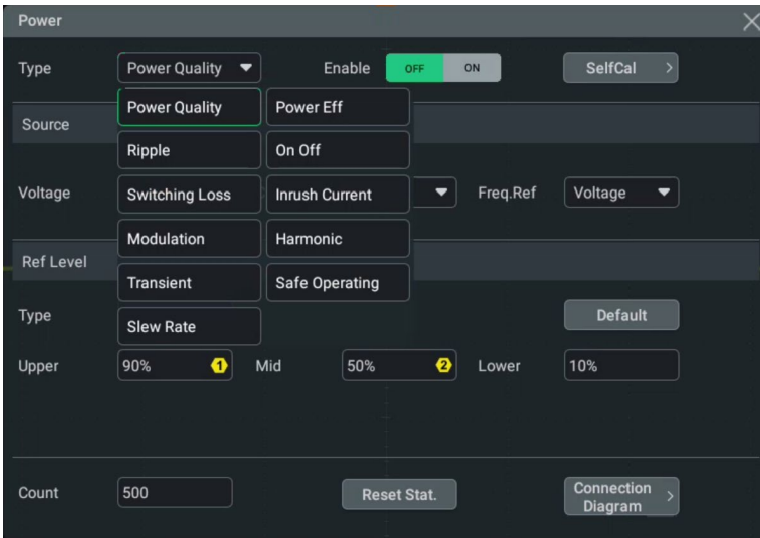 Power
Type Power Quality Enable OFF ON SelfCal >
Power Quality Power Eff
Source
Ripple On Off
Voltage Switching Loss Inrush Current Freq.Ref Voltage
Modulation Harmonic
Ref Level
Transient Safe Operating
Type Slew Rate Default
Upper 90% 1 Mid 50% 2 Lower 10%
Count 500 Reset Stat. Connection >
Diagram